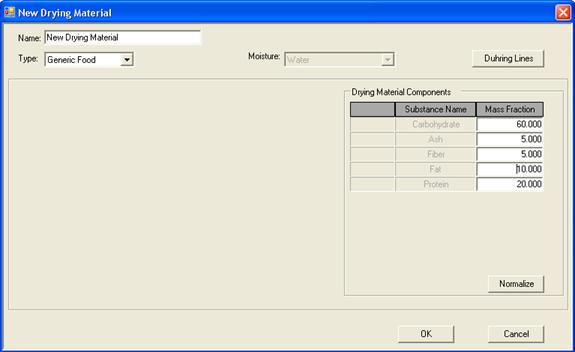 New Drying Material
Name: New Drying Material
Type: Generic Food Moisture: Water Duhring Lines
Drying Material Components
Substance Name Mass Fraction
Carbohydrate 60.000
Ash 5.000
Fiber 5.000
Fat 10.000
Protein 20.000
Normalize
OK Cancel